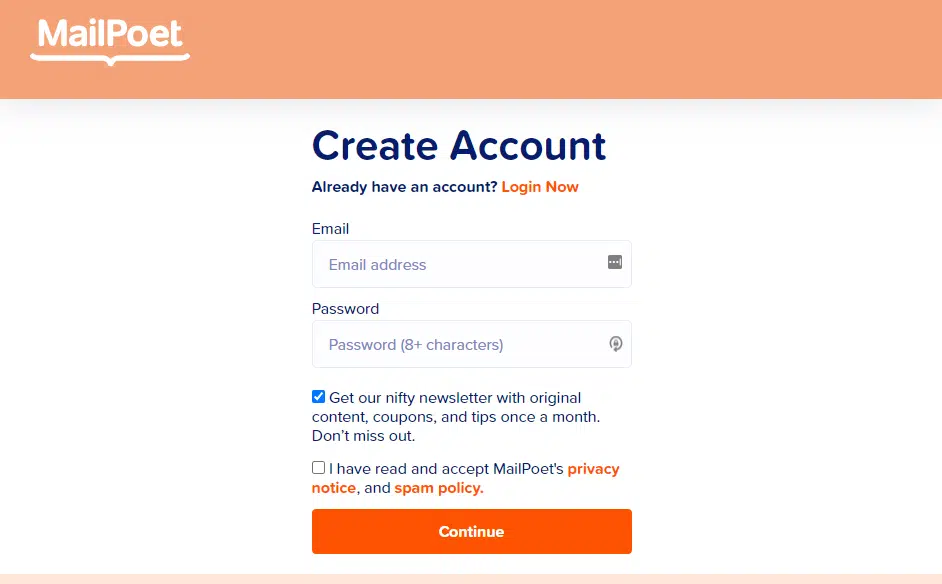 MailPoet
Create Account
Already have an account? Login Now
Email
Email address
Password
Password (8+ characters)
Get our nifty newsletter with original
content, coupons, and tips once a month.
Don't miss out.
I have read and accept MailPoet's privacy
notice, and spam policy.
Continue